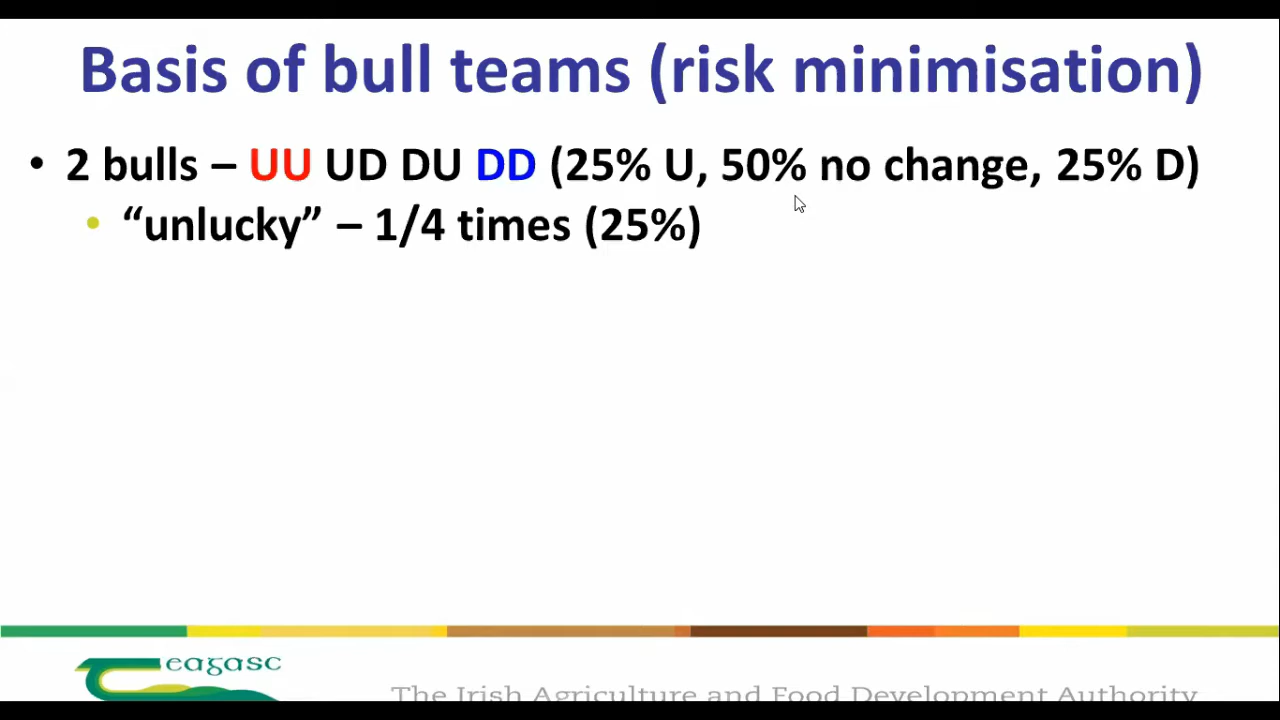 Basis of bull teams (risk minimisation)
• 2 bulls – UU UD DU DD (25% U, 50% no change, 25% D)
• “unlucky” – 1/4 times (25%)
Teagasc
The Irish Agriculture and Food Development Authority